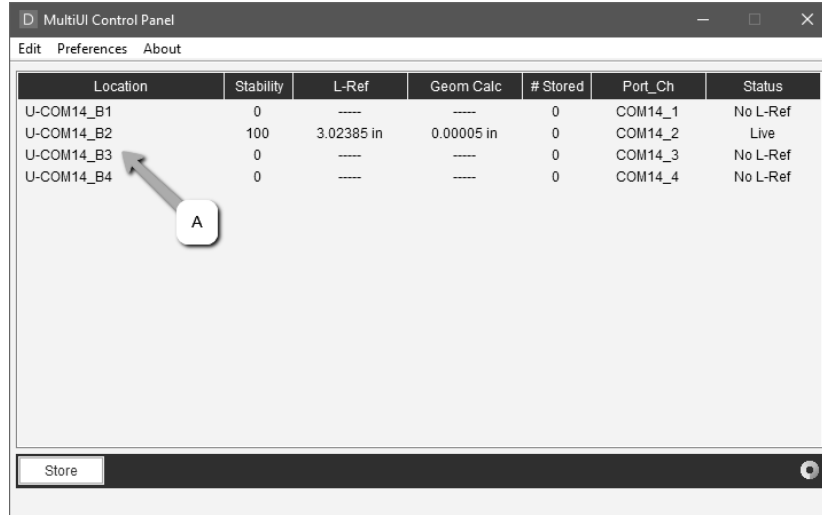 D MultiUI Control Panel
Edit Preferences About
Location Stability L-Ref Geom Calc # Stored Port_Ch Status
U-COM14_B1 0 ----- ----- 0 COM14_1 No L-Ref
U-COM14_B2 100 3.02385 in 0.00005 in 0 COM14_2 Live
U-COM14_B3 0 ----- ----- 0 COM14_3 No L-Ref
U-COM14_B4 0 ----- ----- 0 COM14_4 No L-Ref
A
Store